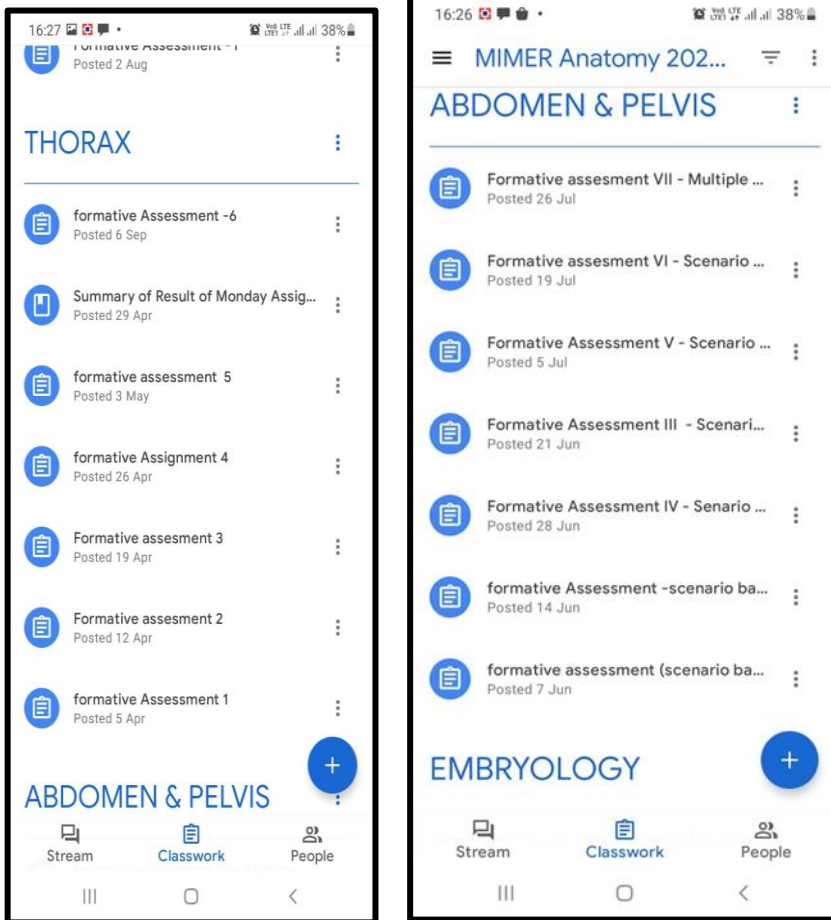 16:27
38%
formative Assessment -1
Posted 2 Aug
THORAX
formative Assessment -6
Posted 6 Sep
Summary of Result of Monday Assig...
Posted 29 Apr
formative assessment 5
Posted 3 May
formative Assignment 4
Posted 26 Apr
Formative assesment 3
Posted 19 Apr
Formative assesment 2
Posted 12 Apr
formative Assessment 1
Posted 5 Apr
ABDOMEN & PELVIS
Stream Classwork People
16:26
38%
MIMER Anatomy 202...
ABDOMEN & PELVIS
Formative assesment VII - Multiple ...
Posted 26 Jul
Formative assesment VI - Scenario ...
Posted 19 Jul
Formative Assessment V - Scenario ...
Posted 5 Jul
Formative Assessment III - Scenari...
Posted 21 Jun
Formative Assessment IV - Senario ...
Posted 28 Jun
formative Assessment -scenario ba...
Posted 14 Jun
formative assessment (scenario ba...
Posted 7 Jun
EMBRYOLOGY
Stream Classwork People